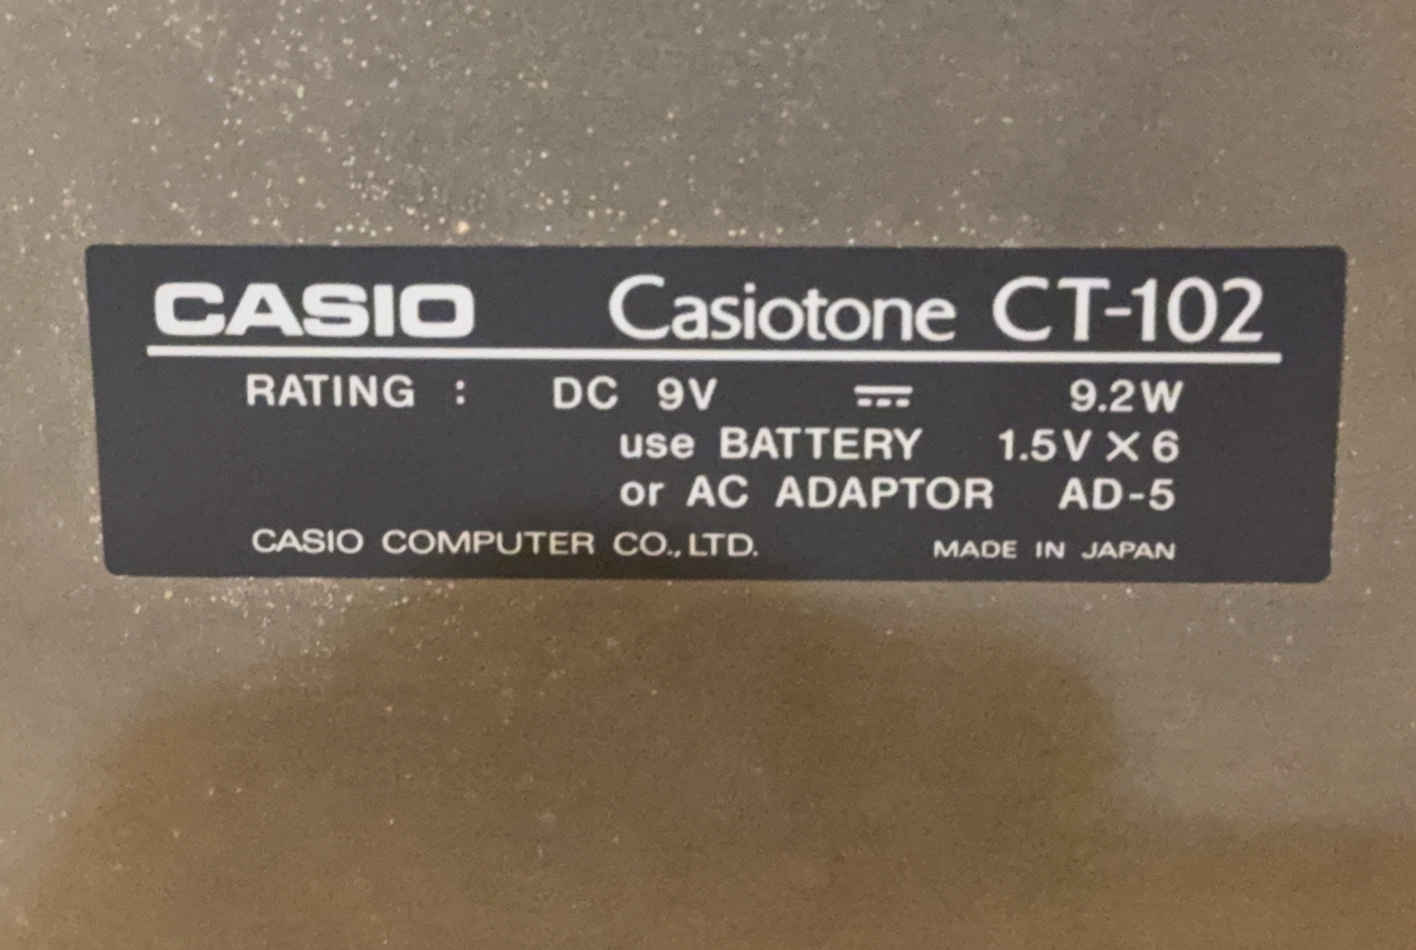 CASIO Casiotone CT-102
RATING : DC 9V ⎓ 9.2W
use BATTERY 1.5V X 6
or AC ADAPTOR AD-5
CASIO COMPUTER CO.,LTD. MADE IN JAPAN